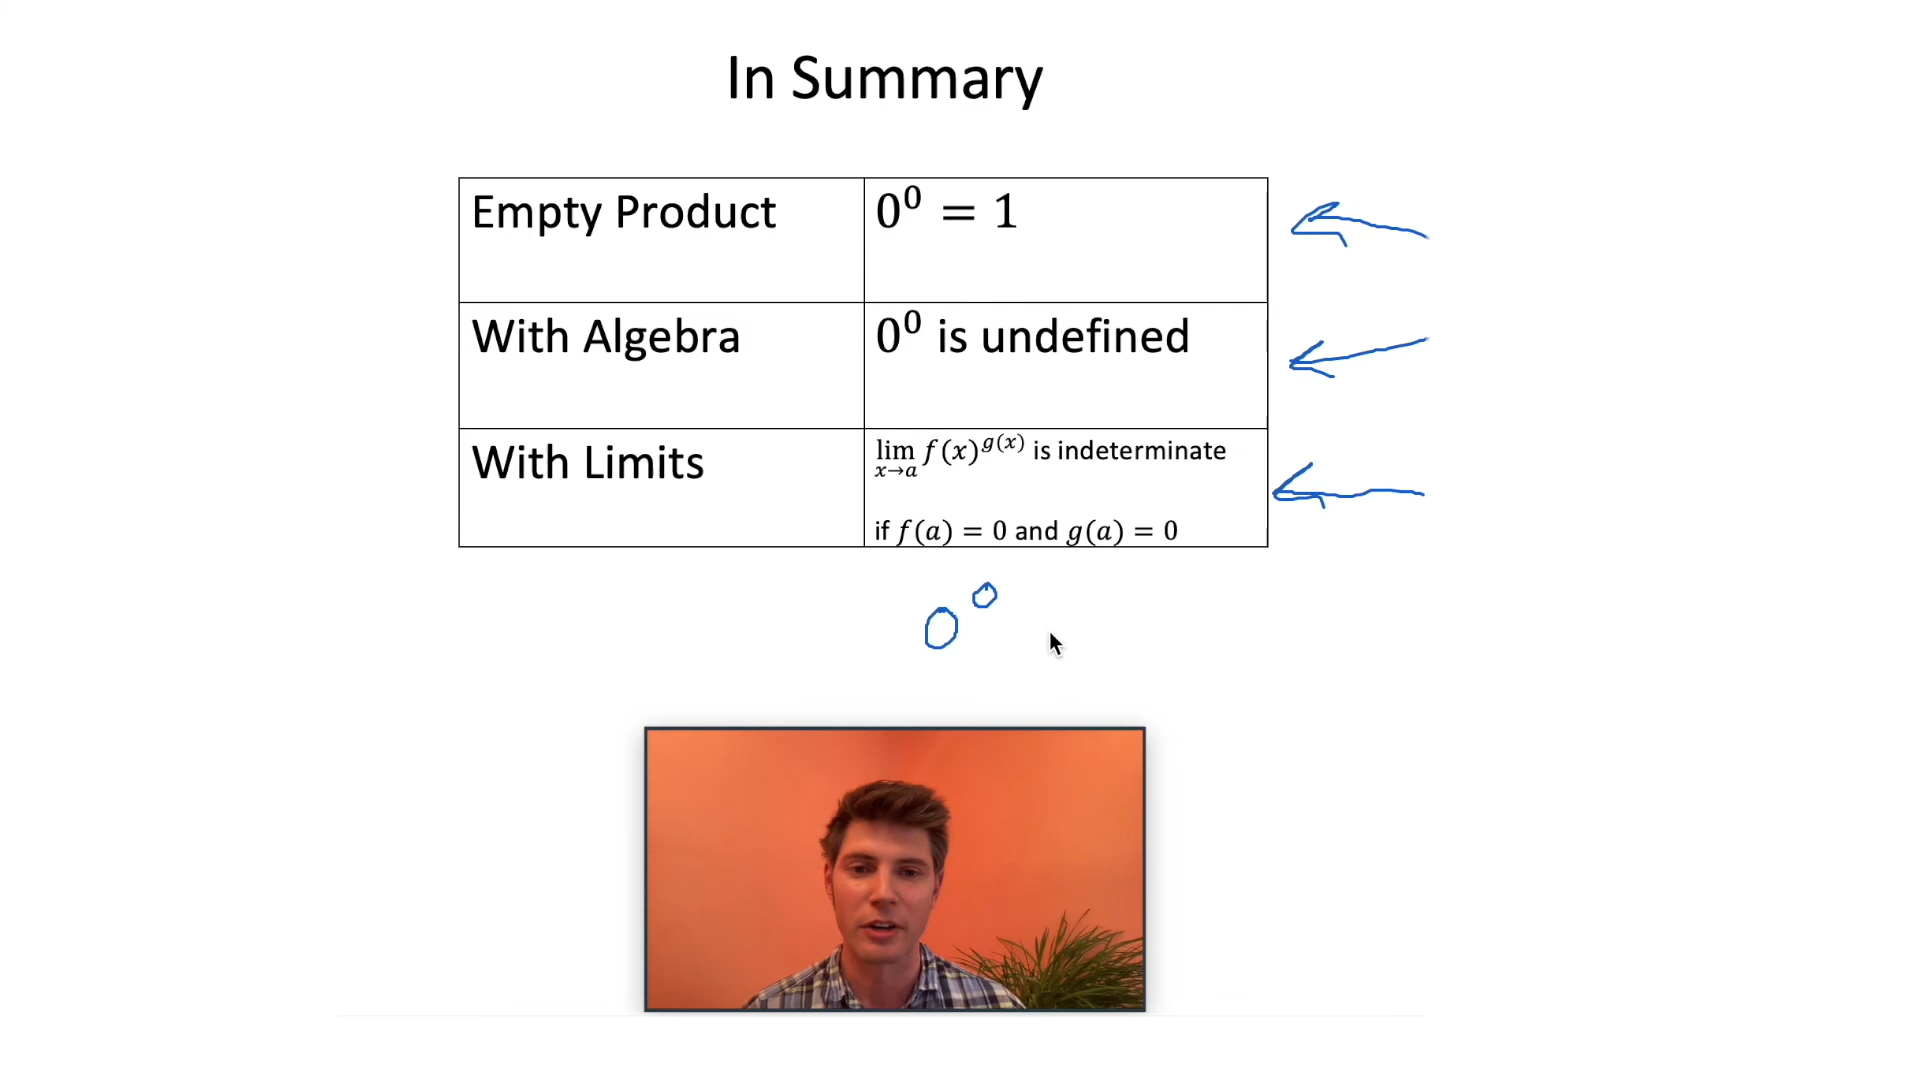 In Summary
Empty Product
0⁰ = 1
With Algebra
0⁰ is undefined
With Limits
lim x→a f(x)^g(x) is indeterminate
if f(a) = 0 and g(a) = 0
0⁰